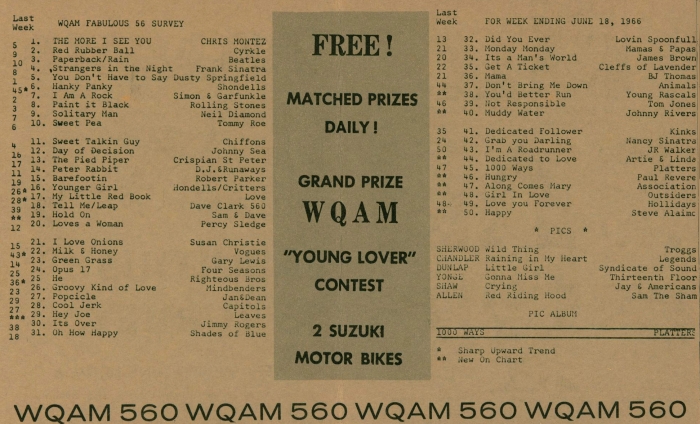 Last
Week WQAM FABULOUS 56 SURVEY
5 1. THE MORE I SEE YOU CHRIS MONTEZ
9 2. Red Rubber Ball Cyrkle
10 3. Paperback/Rain Beatles
8 4. Strangers in the Night Frank Sinatra
1 5. You Don't Have to Say Dusty Springfield
45* 6. Hanky Panky Shondells
2 7. I Am A Rock Simon & Garfunkle
3 8. Paint it Black Rolling Stones
7 9. Solitary Man Neil Diamond
6 10. Sweet Pea Tommy Roe
4 11. Sweet Talkin Guy Chiffons
16 12. Day of Decision Johnny Sea
17 13. The Pied Piper Crispian St Peter
11 14. Peter Rabbit D.J.&Runaways
19 15. Barefootin Robert Parker
26* 16. Younger Girl Hondells/Critters
28* 17. My Little Red Book Love
39 18. Tell Me/Leap Dave Clark 560
** 19. Hold On Sam & Dave
12 20. Loves a Woman Percy Sledge
15 21. I Love Onions Susan Christie
43* 22. Milk & Honey Vogues
14 23. Green Grass Gary Lewis
25 24. Opus 17 Four Seasons
36* 25 He Righteous Bros
23 26. Groovy Kind of Love Mindbenders
29 27. Popcicle Jan&Dean
27 28. Cool Jerk Capitols
*** 29. Hey Joe Leaves
38 30. Its Over Jimmy Rogers
18 31. Oh How Happy Shades of Blue
FREE!
MATCHED PRIZES
DAILY!
GRAND PRIZE
WQAM
"YOUNG LOVER"
CONTEST
2 SUZUKI
MOTOR BIKES
Last
Week FOR WEEK ENDING JUNE 18, 1966
13 32. Did You Ever Lovin Spoonfull
21 33. Monday Monday Mamas & Papas
20 34. Its a Man's World James Brown
22 35. Get A Ticket Cleffs of Lavender
21 36. Mama BJ Thomas
44 37. Don't Bring Me Down Animals
** 38. You'd Better Run Young Rascals
46 39. Not Responsible Tom Jones
** 40. Muddy Water Johnny Rivers
35 41. Dedicated Follower Kinks
24 42. Grab you Darling Nancy Sinatra
50 43. I'm A Roadrunner JR Walker
** 44. Dedicated to Love Artie & Linda
47 45. 1000 Ways Platters
** 46. Hungry Paul Revere
** 47. Along Comes Mary Association
** 48. Girl In Love Outsiders
48- 49. Love you Forever Hollidays
** 50. Happy Steve Alaimo
* PICS *
SHERWOOD Wild Thing Troggs
CHANDLER Raining in My Heart Legends
DUNLAP Little Girl Syndicate of Sound
YONGE Gonna Miss Me Thirteenth Floor
SHAW Crying Jay & Americans
ALLEN Red Riding Hood Sam The Sham
PIC ALBUM
1000 WAYS PLATTERS
* Sharp Upward Trend
** New On Chart
WQAM 560 WQAM 560 WQAM 560 WQAM 560